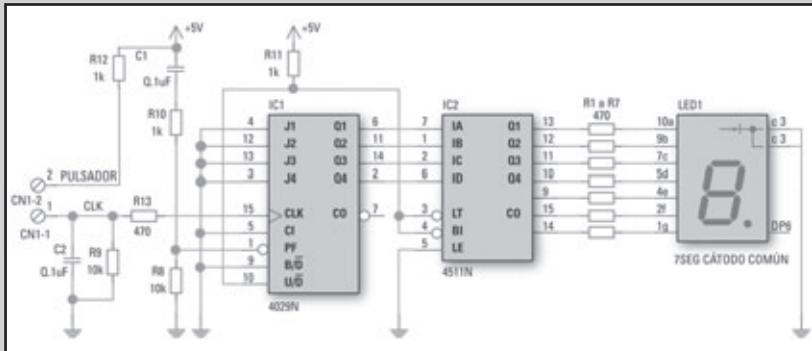 +5V
+5V
R12
1k
C1
0.1uF
R11
1k
R10
1k
IC1
IC2
R1 a R7
470
LED1
4 J1 Q1 6
12 J2 Q2 11
13 J3 Q3 14
3 J4 Q4 2
15 CLK CO 7
5 CI
1 PF
9 B/D
10 U/D
4029N
7 IA Q1 13
1 IB Q2 12
2 IC Q3 11
6 ID Q4 10
9
CO 15
3 LT 14
4 BI
5 LE
4511N
10a
9b
7c
5d
4e
2f
1g
c 3
c 3
DP6
7SEG CÁTODO COMÚN
2 PULSADOR
CN1-2
1 CLK
CN1-1
R13
470
C2
0.1uF
R9
10k
R8
10k